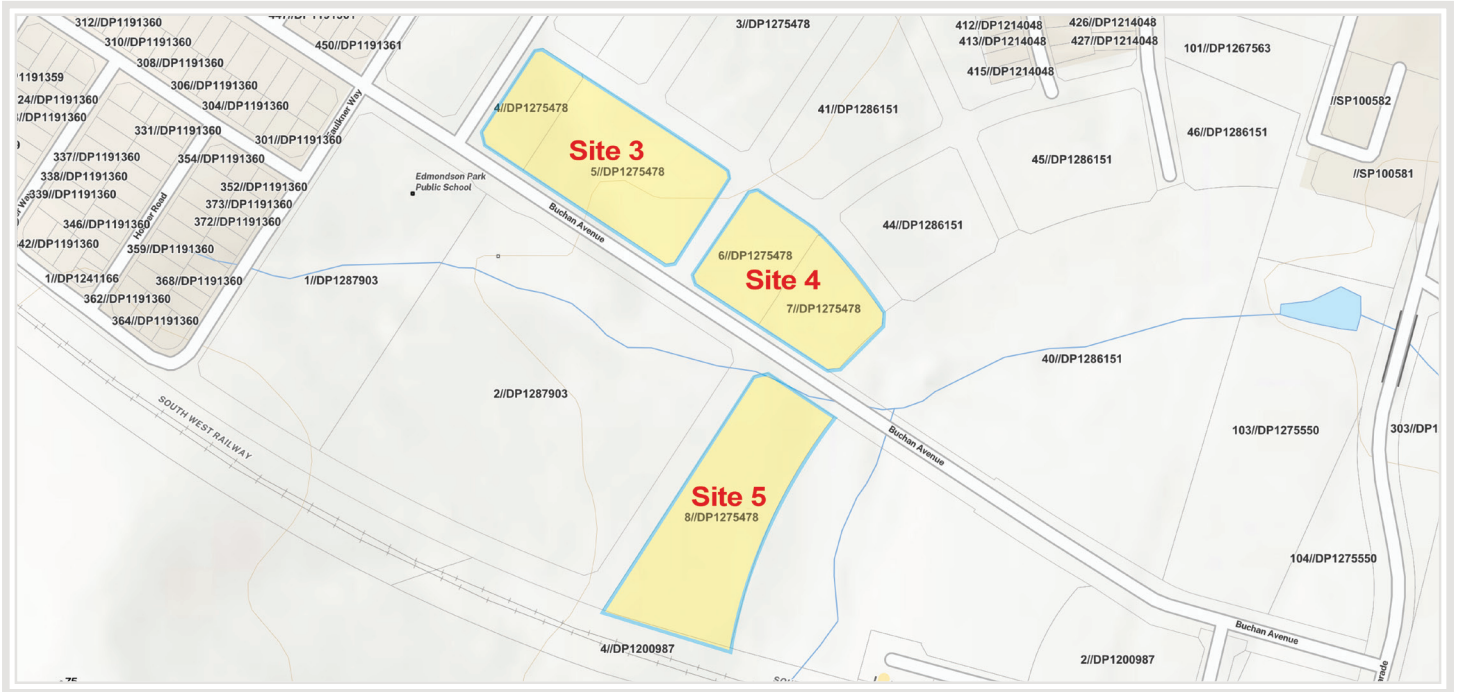 312//DP1191360
310//DP1191360
308//DP1191360
306//DP1191360
304//DP1191360
450//DP1191361
3//DP1275478
412//DP1214048
413//DP1214048
415//DP1214048
426//DP1214048
427//DP1214048
101//DP1267563
1191359
24//DP1191360
//DP1191360
331//DP1191360
301//DP1191360
Faulkner Way
4//DP1275478
41//DP1286151
//SP100582
46//DP1286151
337//DP1191360
354//DP1191360
338//DP1191360
339//DP1191360
352//DP1191360
373//DP1191360
372//DP1191360
346//DP1191360
Edmondson Park
Public School
Site 3
5//DP1275478
45//DP1286151
//SP100581
Buchan Avenue
44//DP1286151
42//DP1191360
359//DP1191360
1//DP1241166
368//DP1191360
362//DP1191360
364//DP1191360
1//DP1287903
6//DP1275478
Site 4
7//DP1275478
40//DP1286151
SOUTH WEST RAILWAY
2//DP1287903
Buchan Avenue
103//DP1275550
303//DP1
Site 5
8//DP1275478
104//DP1275550
4//DP1200987
Buchan Avenue
2//DP1200987